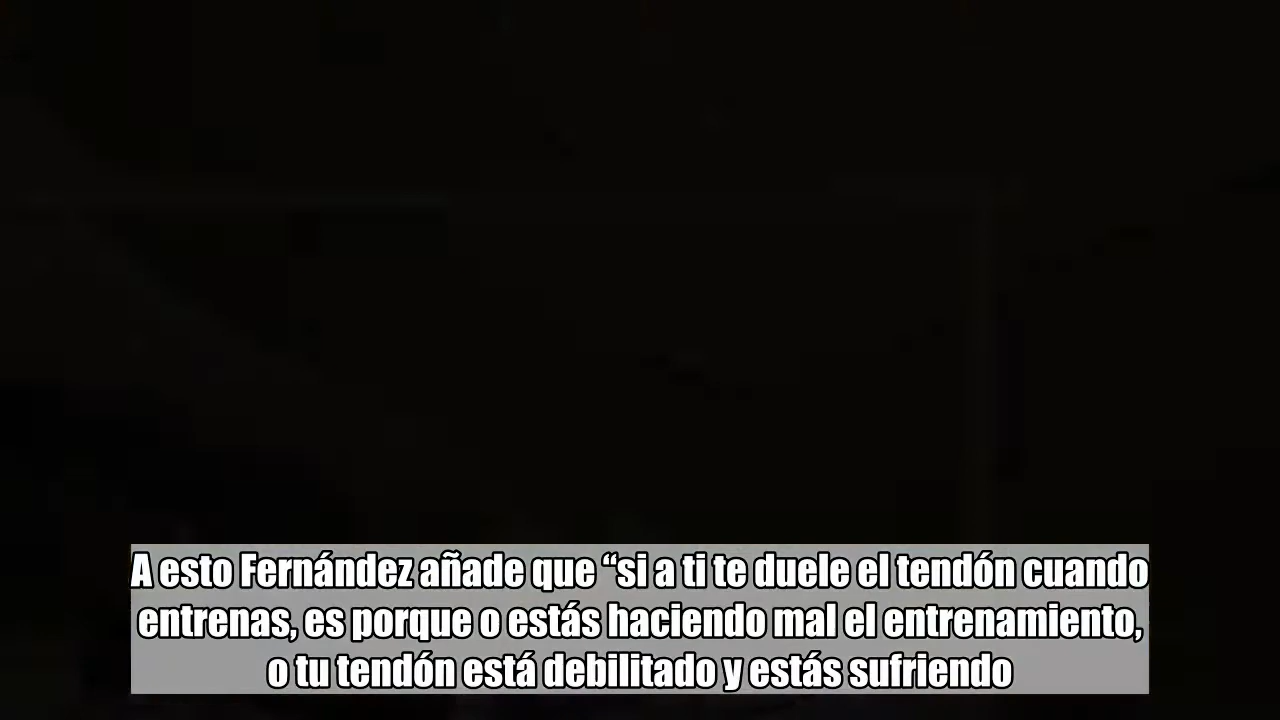 A esto Fernández añade que “si a ti te duele el tendón cuando
entrenas, es porque o estás haciendo mal el entrenamiento,
o tu tendón está debilitado y estás sufriendo